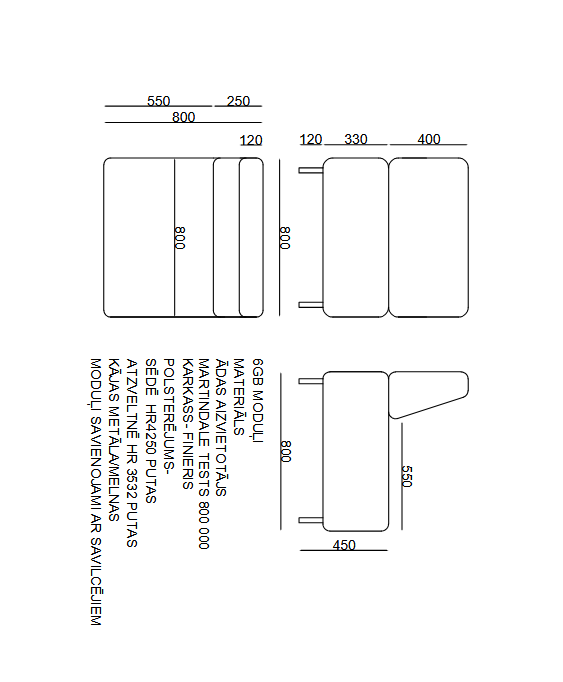 550 250
800
120
120 330 400
800
800
800
550
450
6GB MODUĻI
MATERIĀLS
ĀDAS AIZVIETOTĀJS
MARTINDALE TESTS 800 000
KARKASS- FINIERIS
POLSTERĒJUMS-
SĒDĒ HR4250 PUTAS
ATZVELTNĒ HR 3532 PUTAS
KĀJAS METĀLA/MELNAS
MODUĻI SAVIENOJAMI AR SAVILCĒJIEM